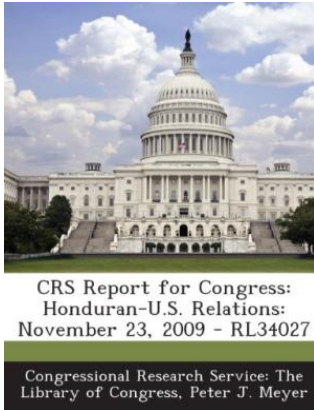 CRS Report for Congress:
Honduran-U.S. Relations:
November 23, 2009 - RL34027
Congressional Research Service: The
Library of Congress, Peter J. Meyer